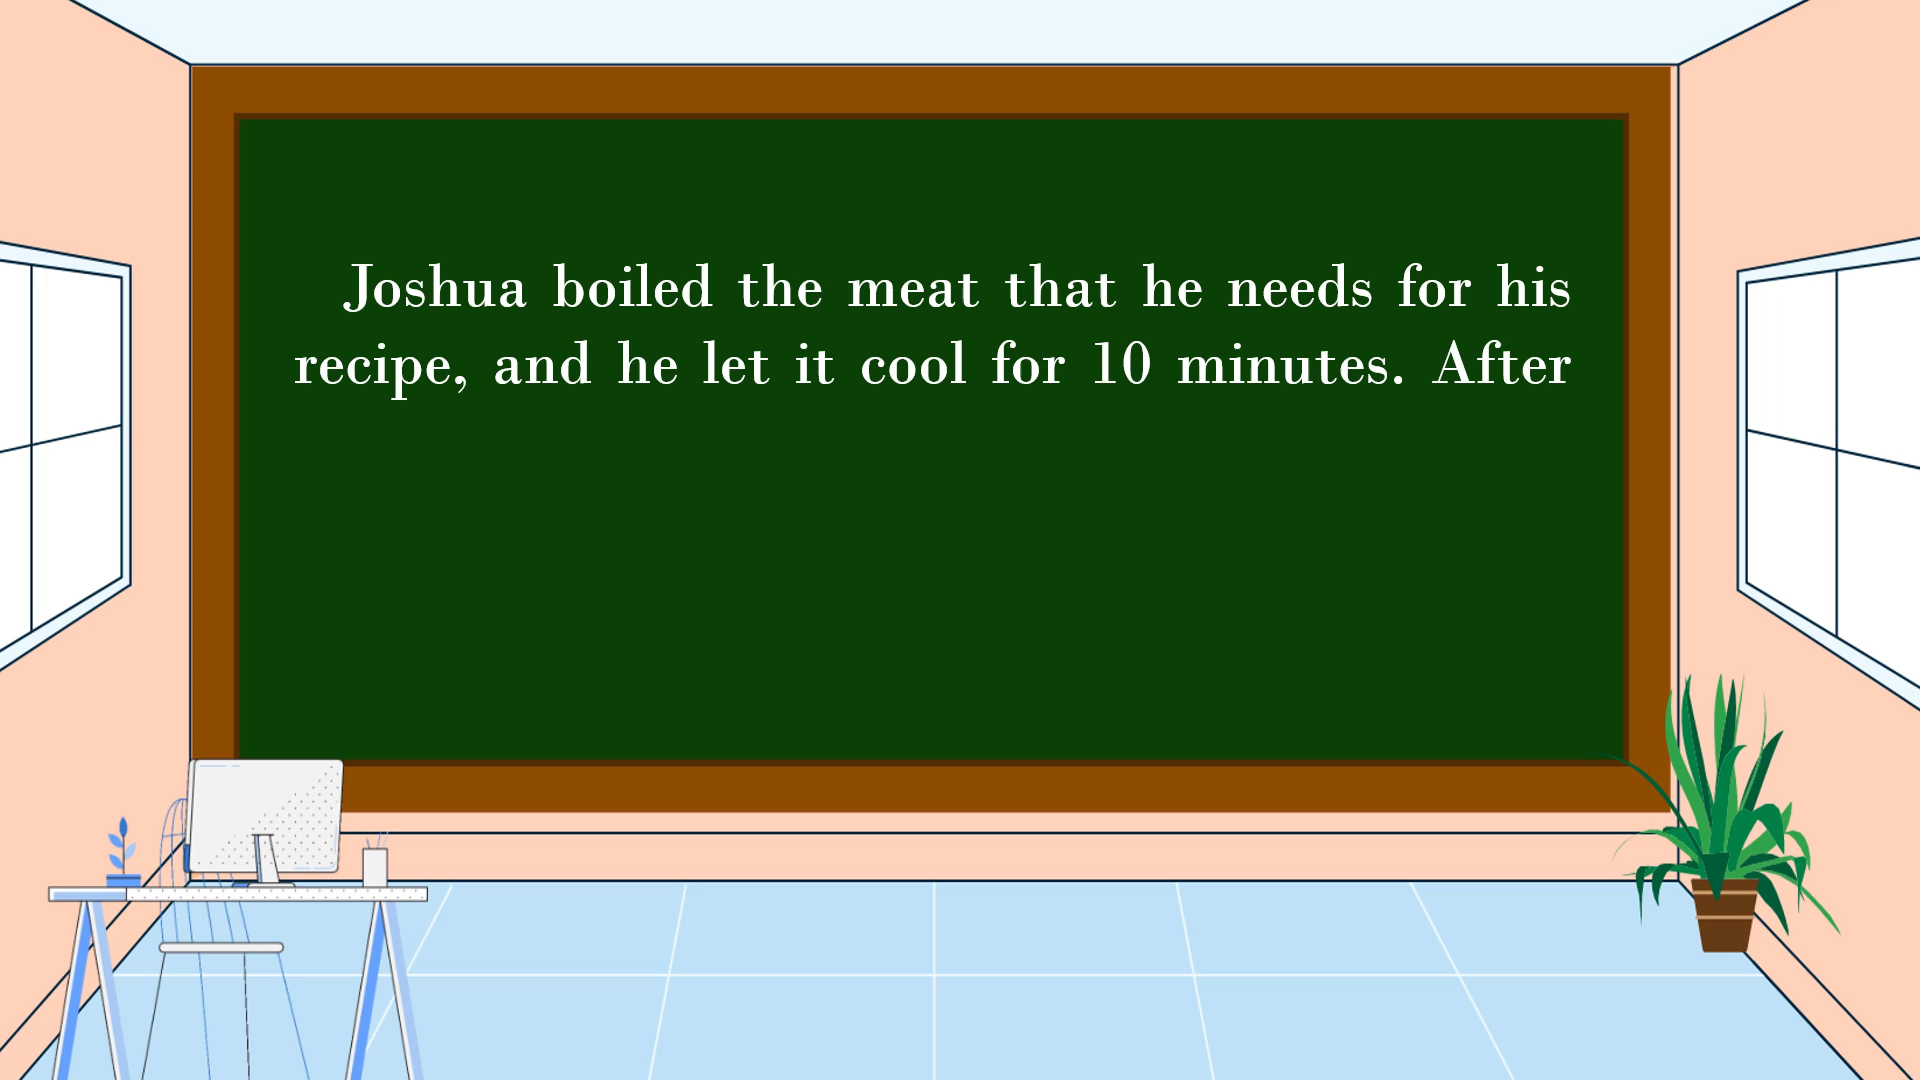 Joshua boiled the meat that he needs for his
recipe, and he let it cool for 10 minutes. After